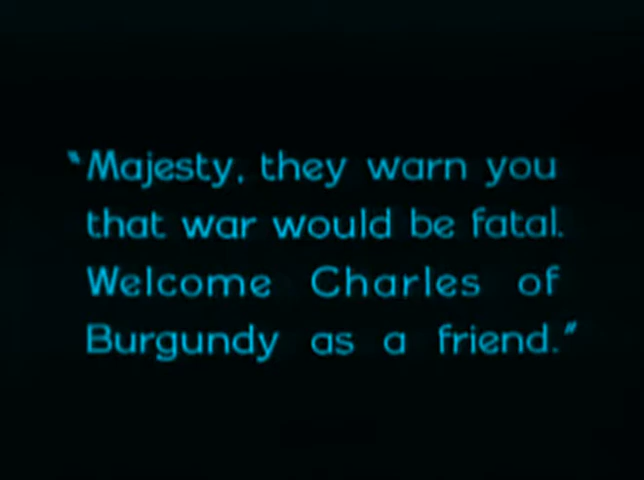 "Majesty, they warn you
that war would be fatal.
Welcome Charles of
Burgundy as a friend."